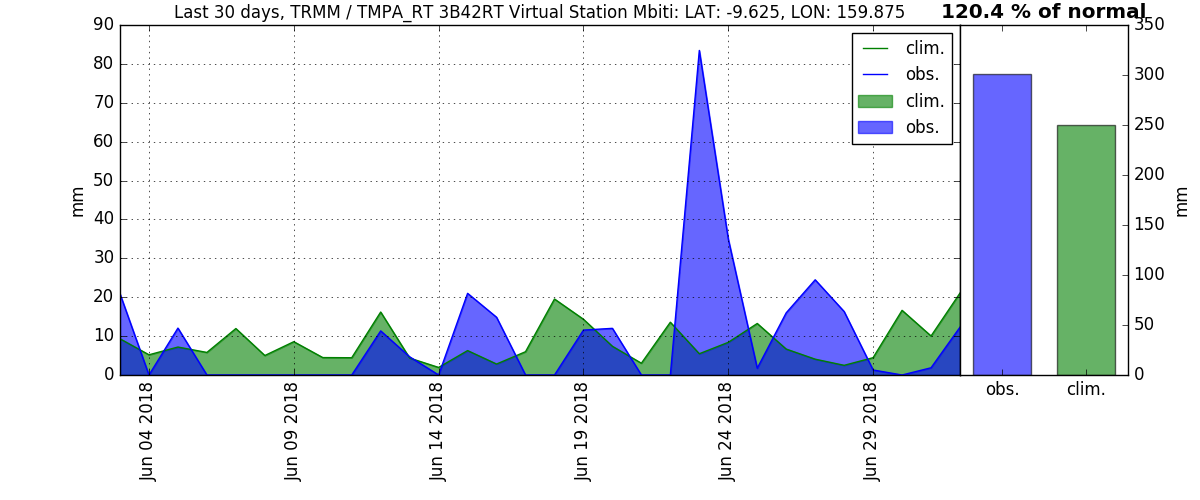 Last 30 days, TRMM / TMPA_RT 3B42RT Virtual Station Mbiti: LAT: -9.625, LON: 159.875
120.4 % of normal
90
80
70
60
50
40
30
20
10
0
mm
clim.
obs.
clim.
obs.
Jun 04 2018
Jun 09 2018
Jun 14 2018
Jun 19 2018
Jun 24 2018
Jun 29 2018
350
300
250
200
150
100
50
0
mm
obs.
clim.